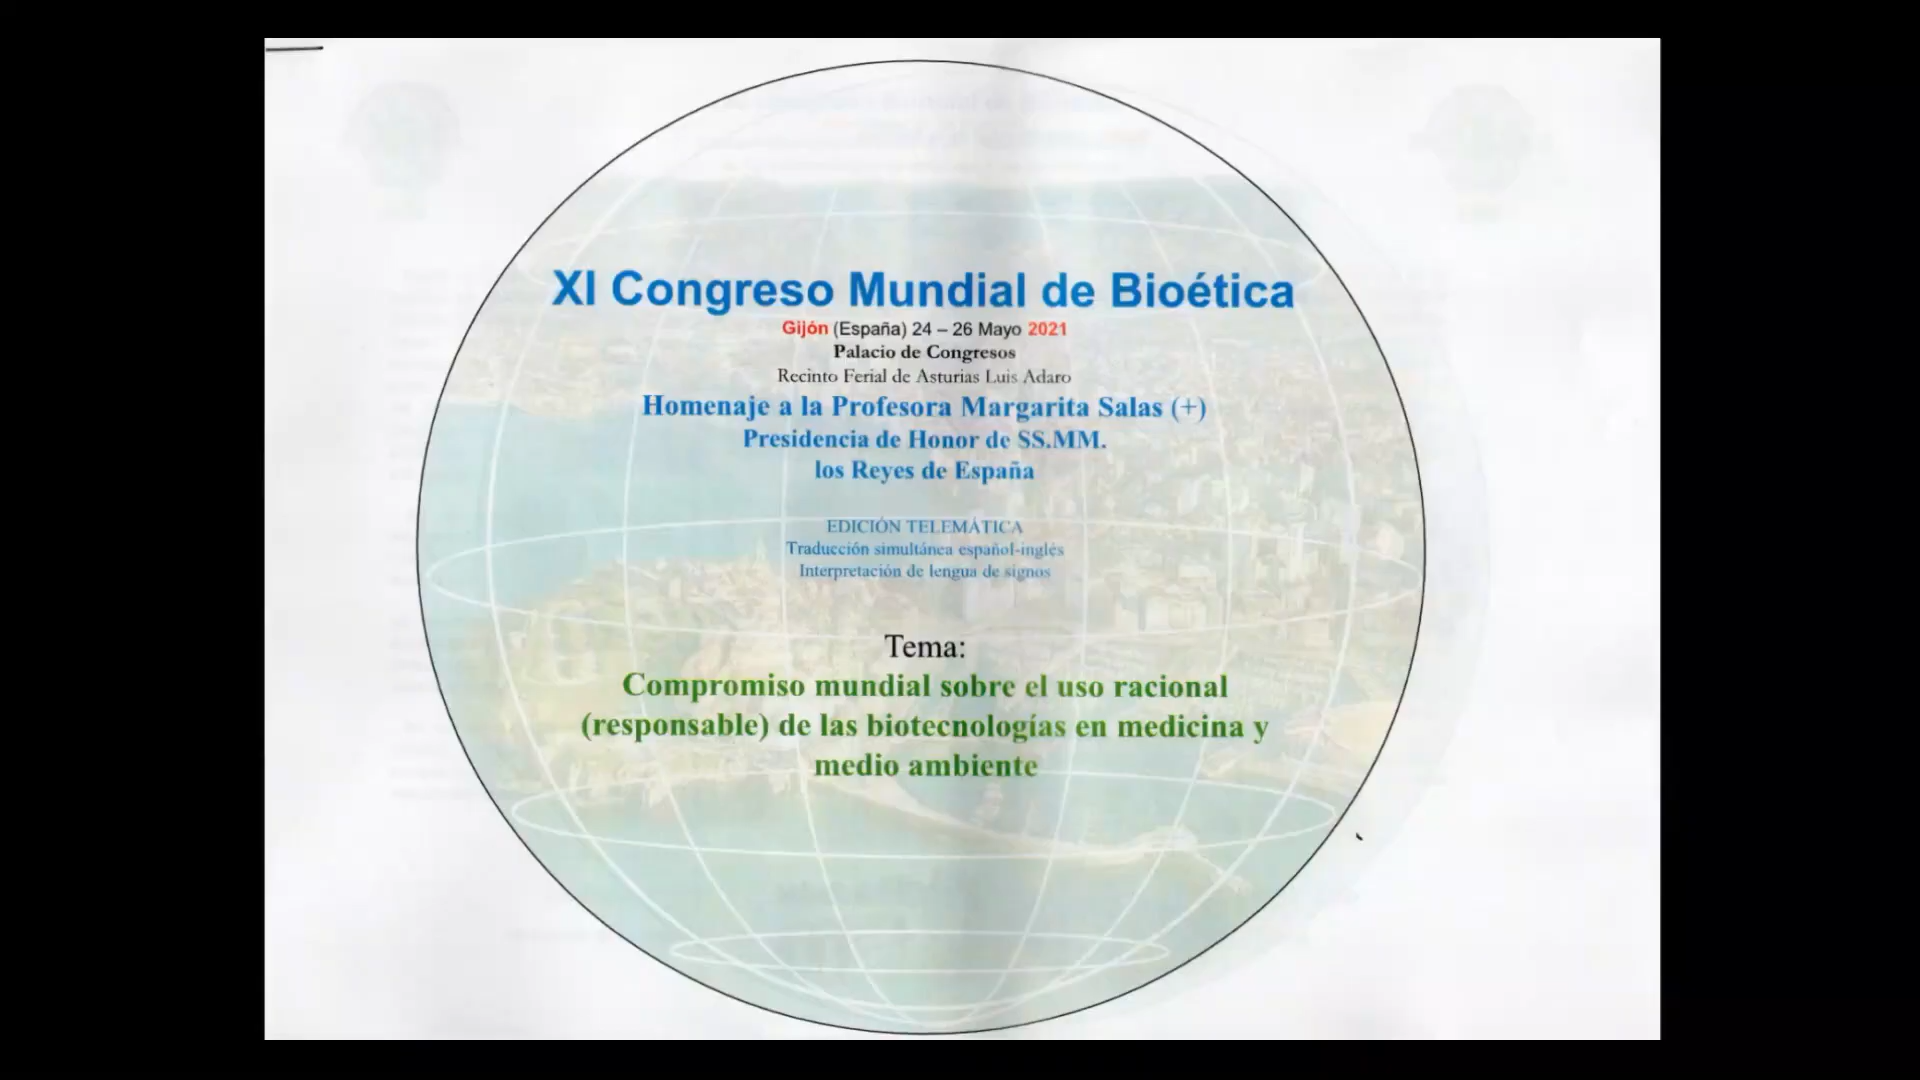 XI Congreso Mundial de Bioética
Gijón (España) 24 – 26 Mayo 2021
Palacio de Congresos
Recinto Ferial de Asturias Luis Adaro
Homenaje a la Profesora Margarita Salas (+)
Presidencia de Honor de SS.MM.
los Reyes de España
EDICIÓN TELEMÁTICA
Traducción simultánea español-inglés
Interpretación de lengua de signos
Tema:
Compromiso mundial sobre el uso racional
(responsable) de las biotecnologías en medicina y
medio ambiente